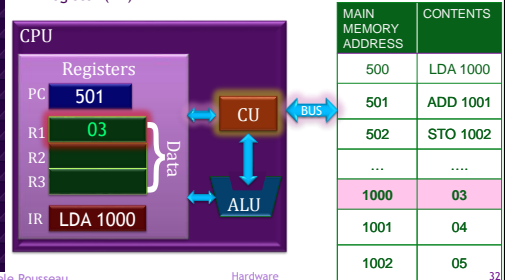 CPU
Registers
PC 501
R1 03
R2
R3
Data
IR LDA 1000
CU
ALU
BUS
MAIN MEMORY ADDRESS CONTENTS
500 LDA 1000
501 ADD 1001
502 STO 1002
... ....
1000 03
1001 04
1002 05
Rousseau
Hardware
32